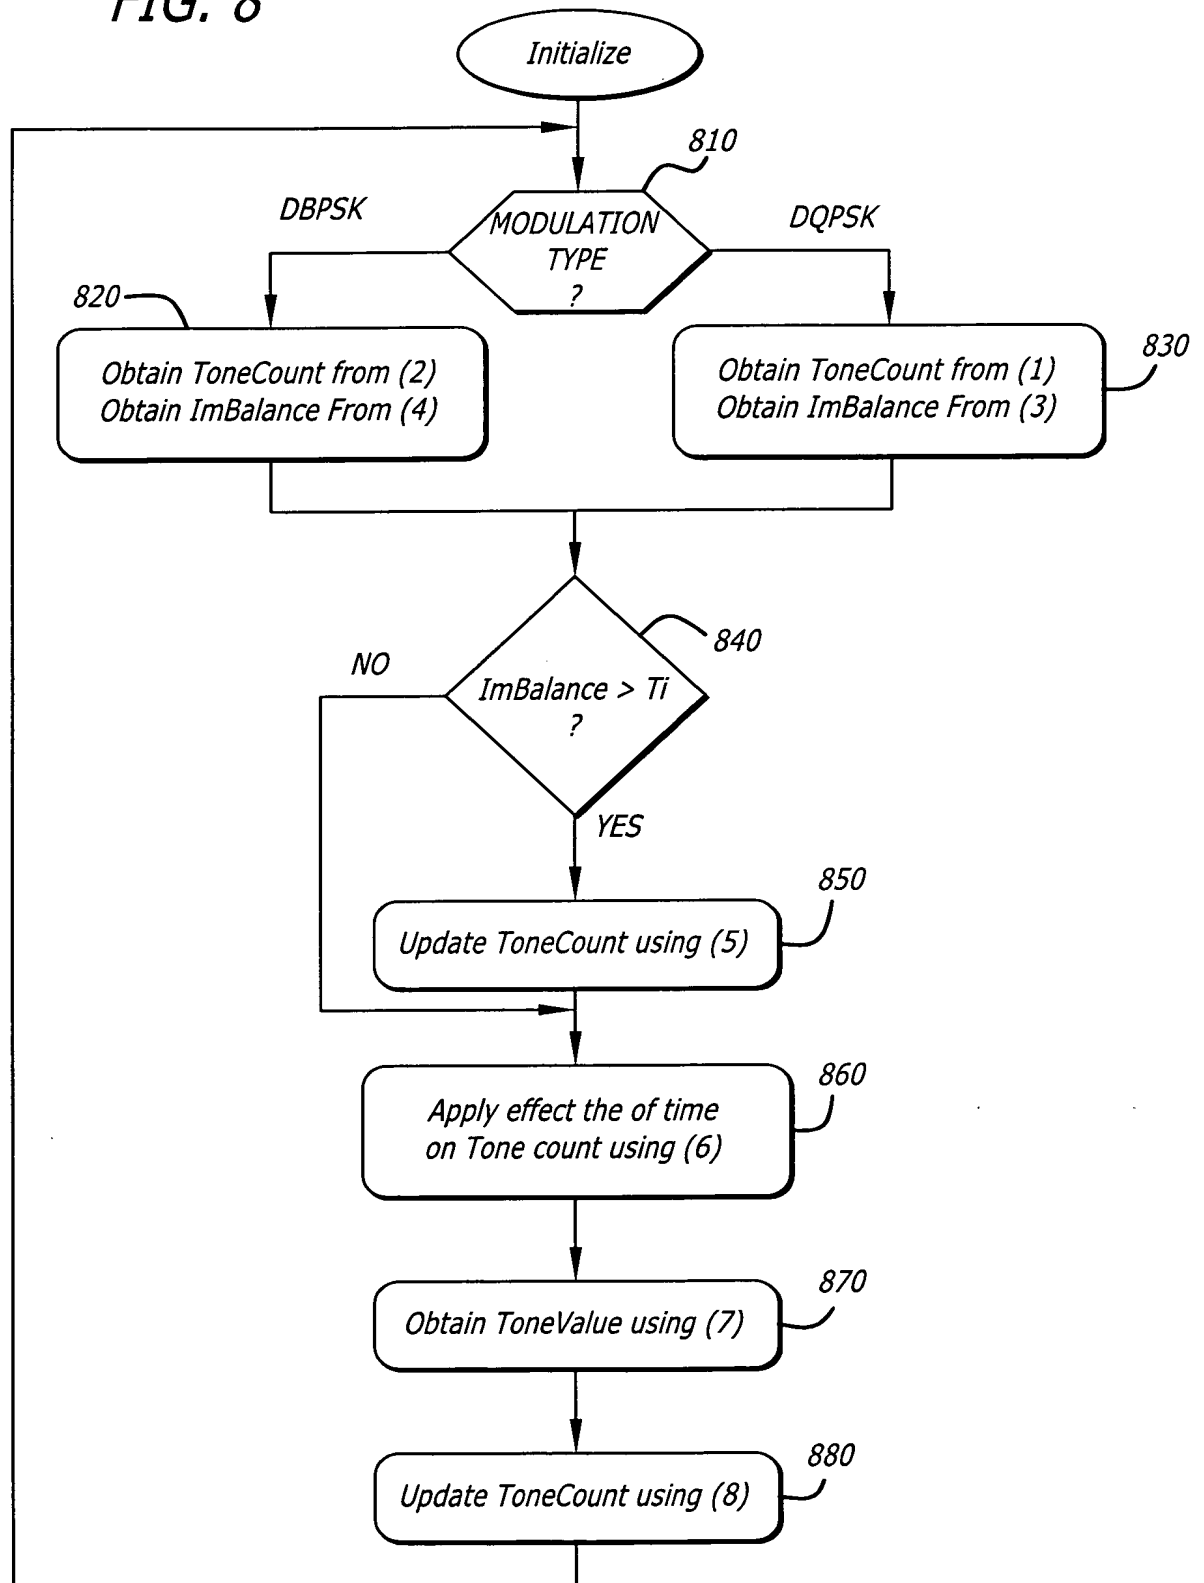 FIG. 8
Initialize
810
DBPSK
MODULATION
TYPE
?
DQPSK
820
Obtain ToneCount from (2)
Obtain ImBalance From (4)
830
Obtain ToneCount from (1)
Obtain ImBalance From (3)
840
NO
ImBalance > Ti
?
YES
850
Update ToneCount using (5)
860
Apply effect the of time
on Tone count using (6)
870
Obtain ToneValue using (7)
880
Update ToneCount using (8)